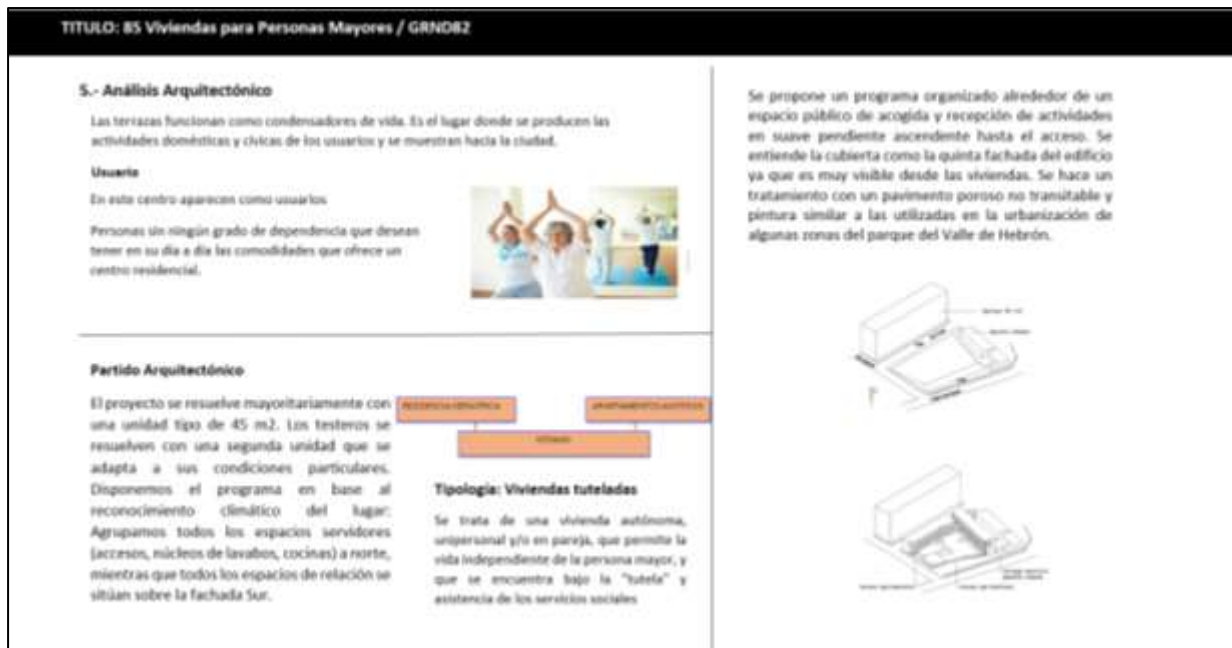 TITULO: 85 Viviendas para Personas Mayores / GRND82
5.- Análisis Arquitectónico
Las terrazas funcionan como condensadores de vida. Es el lugar donde se producen las
actividades domésticas y cívicas de los usuarios y se muestran hacia la ciudad.
Usuario
En este centro aparecen como usuarios
Personas sin ningún grado de dependencia que desean
tener en su día a día las comodidades que ofrece un
centro residencial.
Partido Arquitectónico
El proyecto se resuelve mayoritariamente con
una unidad tipo de 45 m2. Los testeros se
resuelven con una segunda unidad que se
adapta a sus condiciones particulares.
Disponemos el programa en base al
reconocimiento climático del lugar:
Agrupamos todos los espacios servidores
(accesos, núcleos de lavabos, cocinas) a norte,
mientras que todos los espacios de relación se
sitúan sobre la fachada Sur.
Tipología: Viviendas tuteladas
Se trata de una vivienda autónoma,
unipersonal y/o en pareja, que permite la
vida independiente de la persona mayor, y
que se encuentra bajo la "tutela" y
asistencia de los servicios sociales
Se propone un programa organizado alrededor de un
espacio público de acogida y recepción de actividades
en suave pendiente ascendente hasta el acceso. Se
entiende la cubierta como la quinta fachada del edificio
ya que es muy visible desde las viviendas. Se hace un
tratamiento con un pavimento poroso no transitable y
pintura similar a las utilizadas en la urbanización de
algunas zonas del parque del Valle de Hebrón.